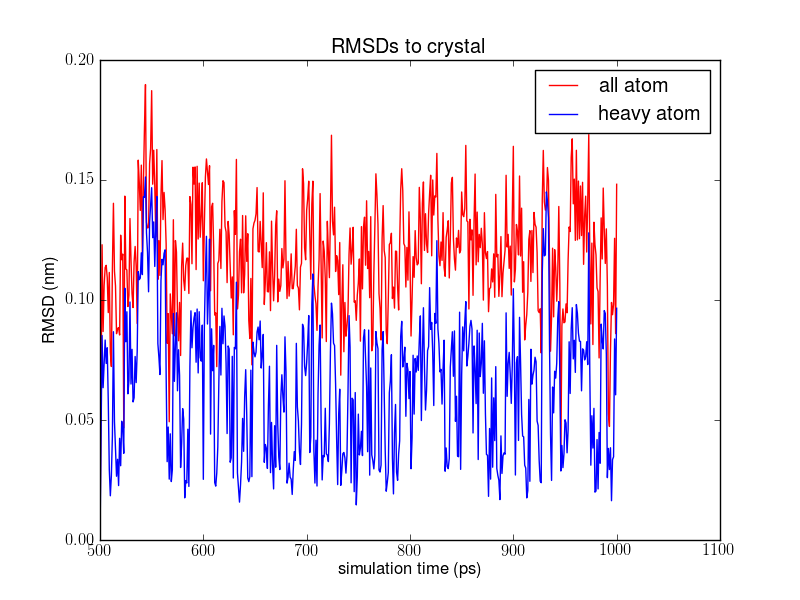 RMSDs to crystal
0.20
0.15
0.10
0.05
0.00
RMSD (nm)
all atom
heavy atom
500 600 700 800 900 1000 1100
simulation time (ps)